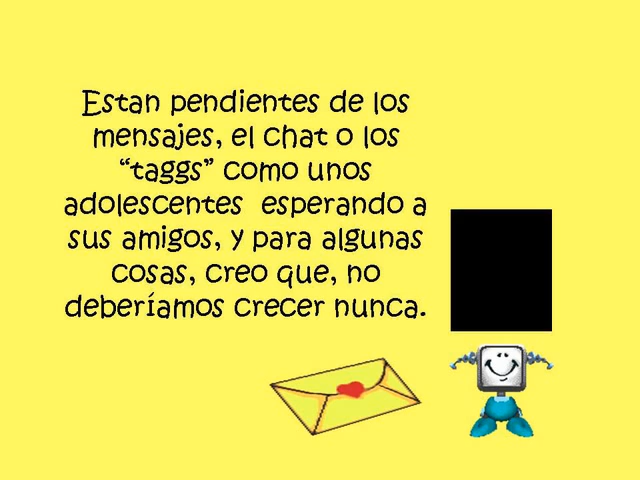 Estan pendientes de los
mensajes, el chat o los
“taggs” como unos
adolescentes  esperando a
sus amigos, y para algunas
cosas, creo que, no
deberíamos crecer nunca.